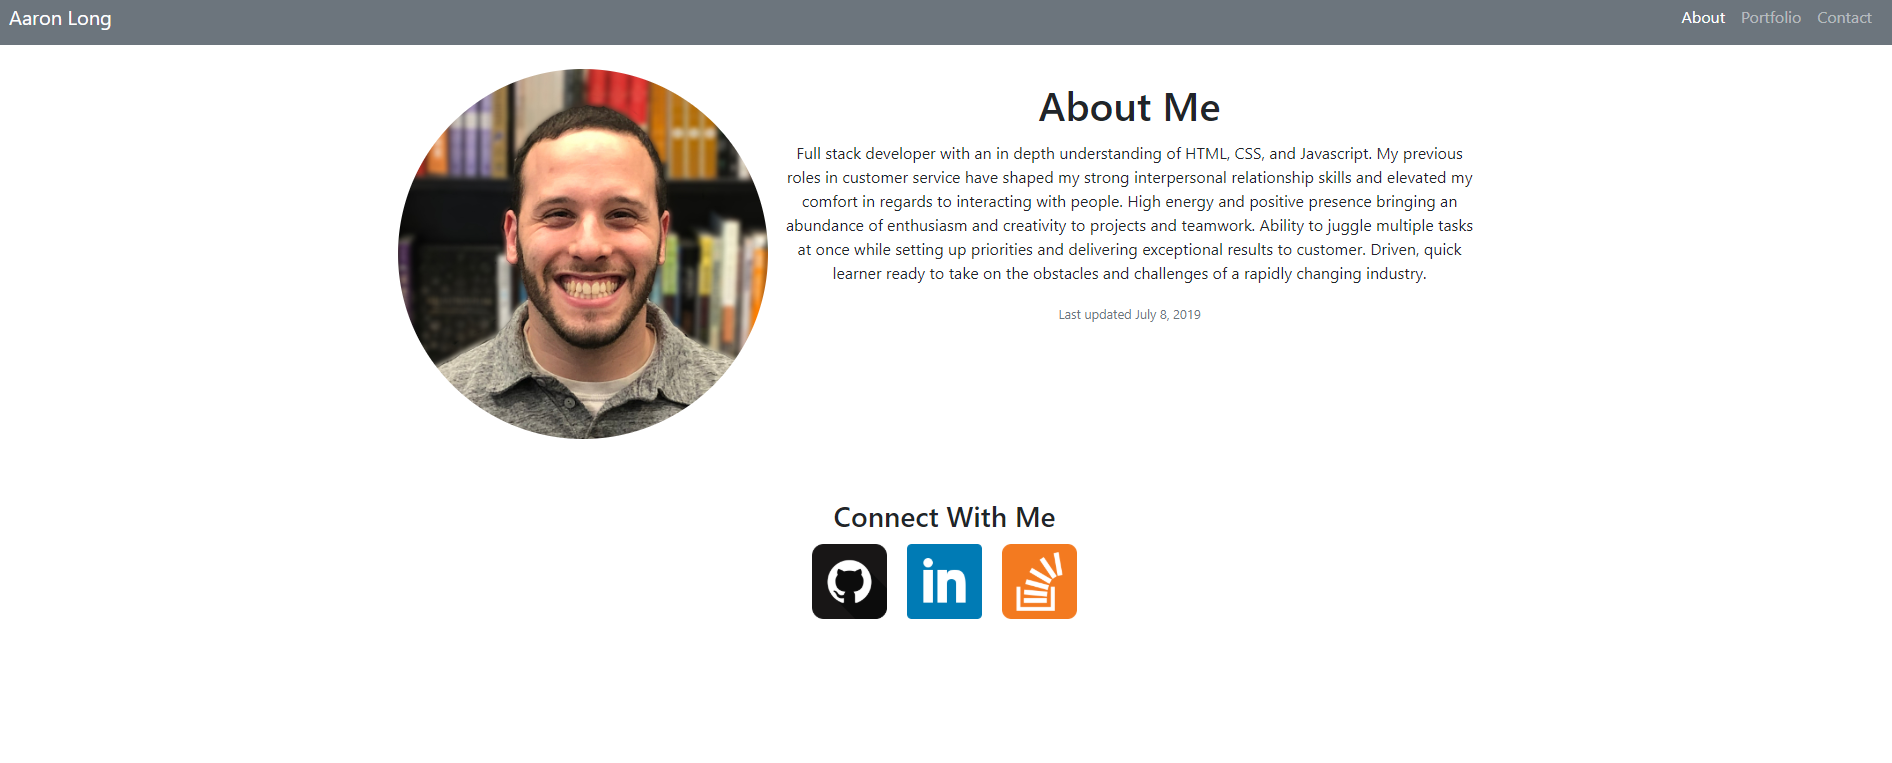 Aaron Long
About Portfolio Contact
About Me
Full stack developer with an in depth understanding of HTML, CSS, and Javascript. My previous
roles in customer service have shaped my strong interpersonal relationship skills and elevated my
comfort in regards to interacting with people. High energy and positive presence bringing an
abundance of enthusiasm and creativity to projects and teamwork. Ability to juggle multiple tasks
at once while setting up priorities and delivering exceptional results to customer. Driven, quick
learner ready to take on the obstacles and challenges of a rapidly changing industry.
Last updated July 8, 2019
Connect With Me
in